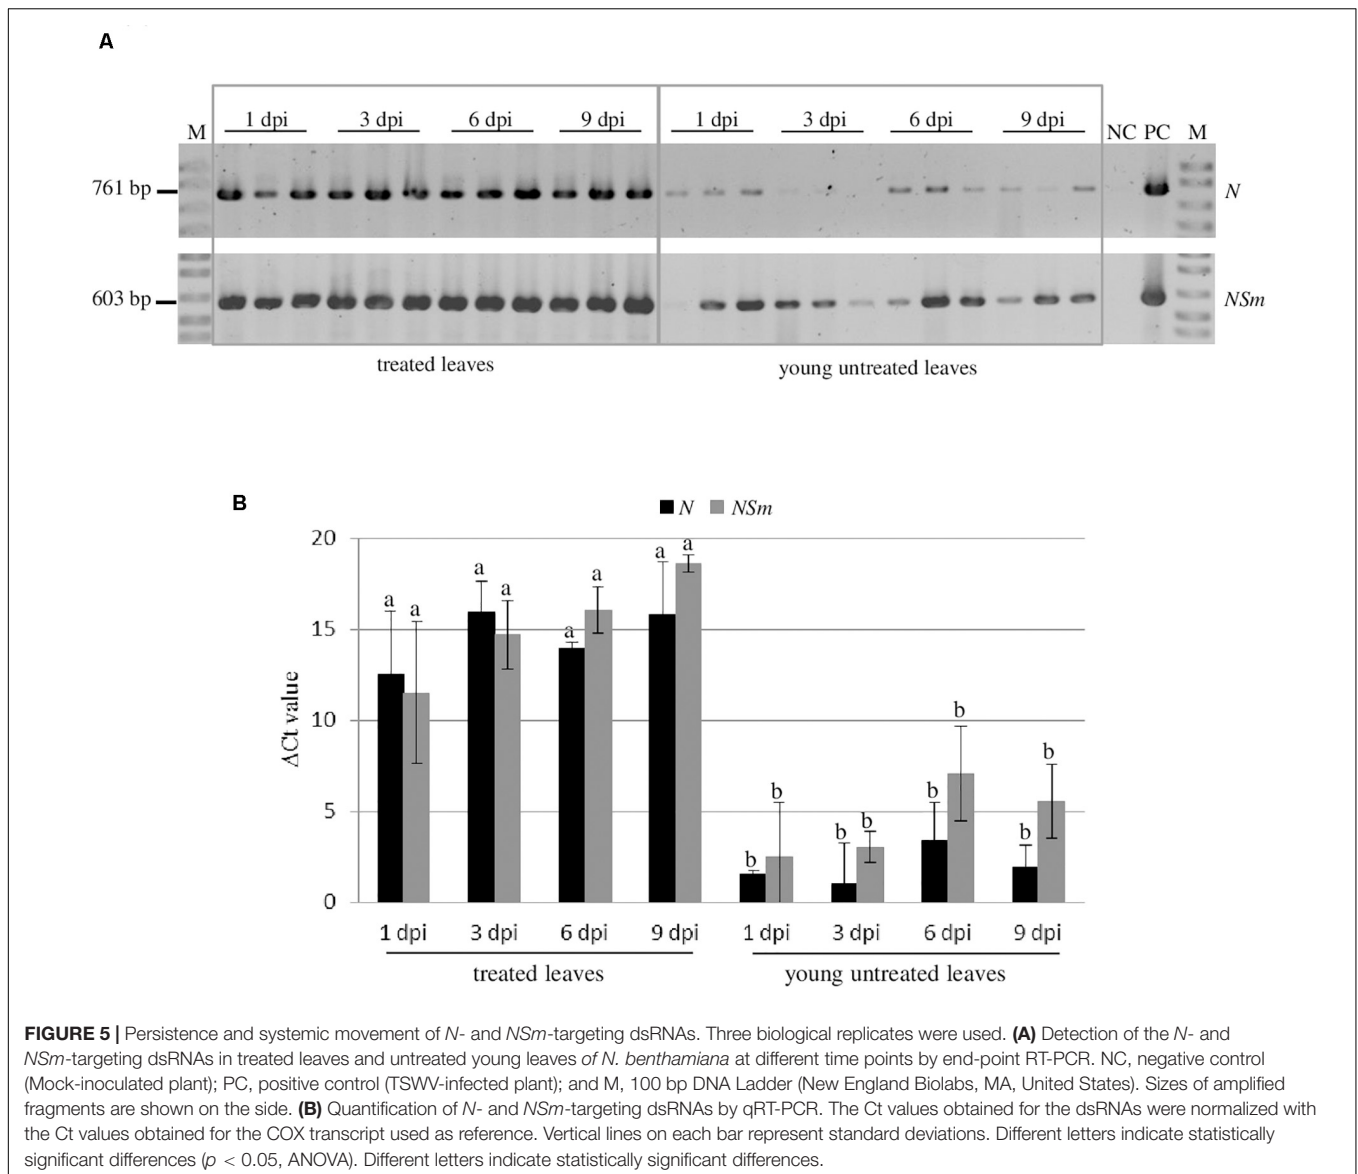 A
1 dpi 3 dpi 6 dpi 9 dpi 1 dpi 3 dpi 6 dpi 9 dpi
M NC PC M
761 bp N
603 bp NSm
treated leaves young untreated leaves
B
N NSm
20
15
10
5
0
ΔCt value
a a a a a a a a b b b b b b b b
1 dpi 3 dpi 6 dpi 9 dpi 1 dpi 3 dpi 6 dpi 9 dpi
treated leaves young untreated leaves
FIGURE 5 | Persistence and systemic movement of N- and NSm-targeting dsRNAs. Three biological replicates were used. (A) Detection of the N- and
NSm-targeting dsRNAs in treated leaves and untreated young leaves of N. benthamiana at different time points by end-point RT-PCR. NC, negative control
(Mock-inoculated plant); PC, positive control (TSWV-infected plant); and M, 100 bp DNA Ladder (New England Biolabs, MA, United States). Sizes of amplified
fragments are shown on the side. (B) Quantification of N- and NSm-targeting dsRNAs by qRT-PCR. The Ct values obtained for the dsRNAs were normalized with
the Ct values obtained for the COX transcript used as reference. Vertical lines on each bar represent standard deviations. Different letters indicate statistically
significant differences (p < 0.05, ANOVA). Different letters indicate statistically significant differences.